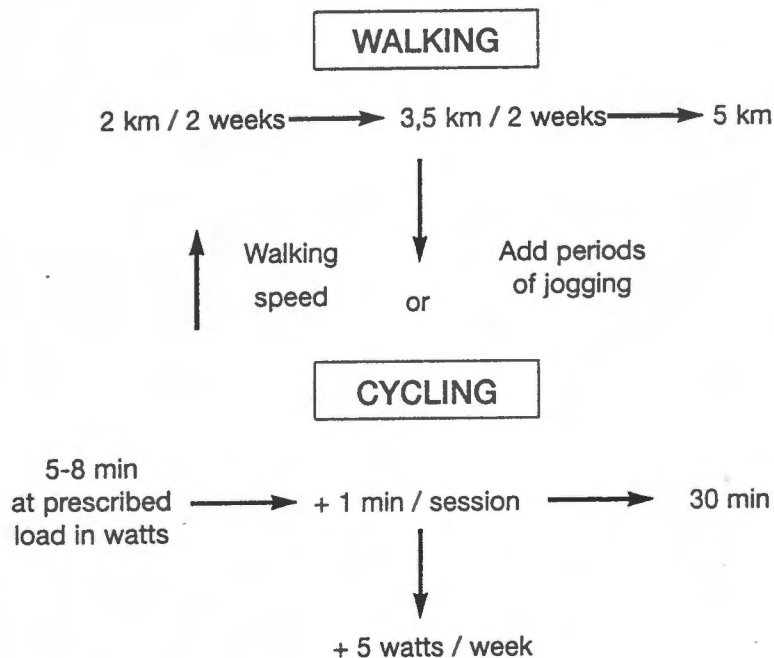 WALKING
2 km / 2 weeks 3,5 km / 2 weeks 5 km
Walking
speed
or
Add periods
of jogging
CYCLING
5-8 min
at prescribed
load in watts
+ 1 min / session
30 min
+ 5 watts / week